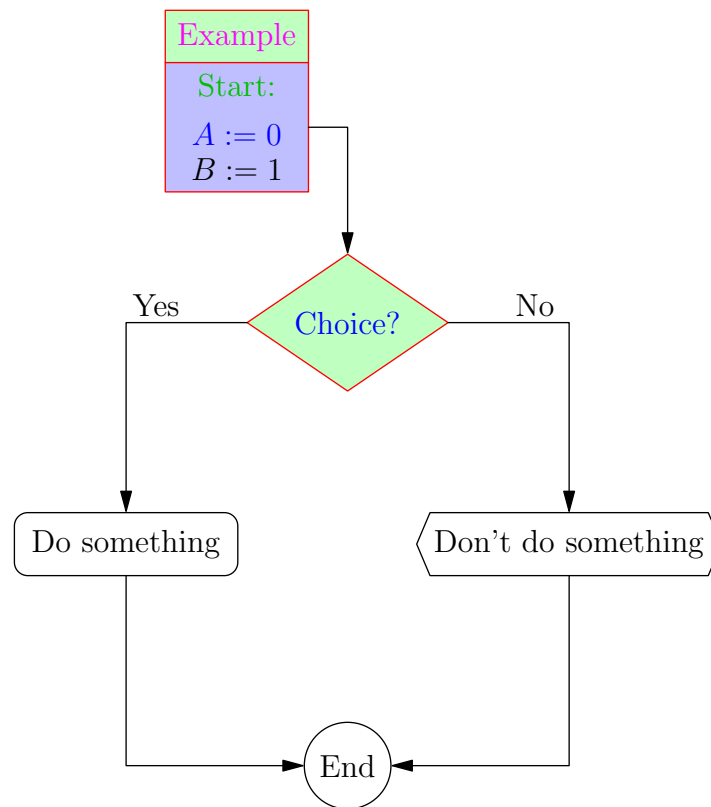 Example
Start:
A := 0
B := 1
Yes
No
Choice?
Do something
Don't do something
End